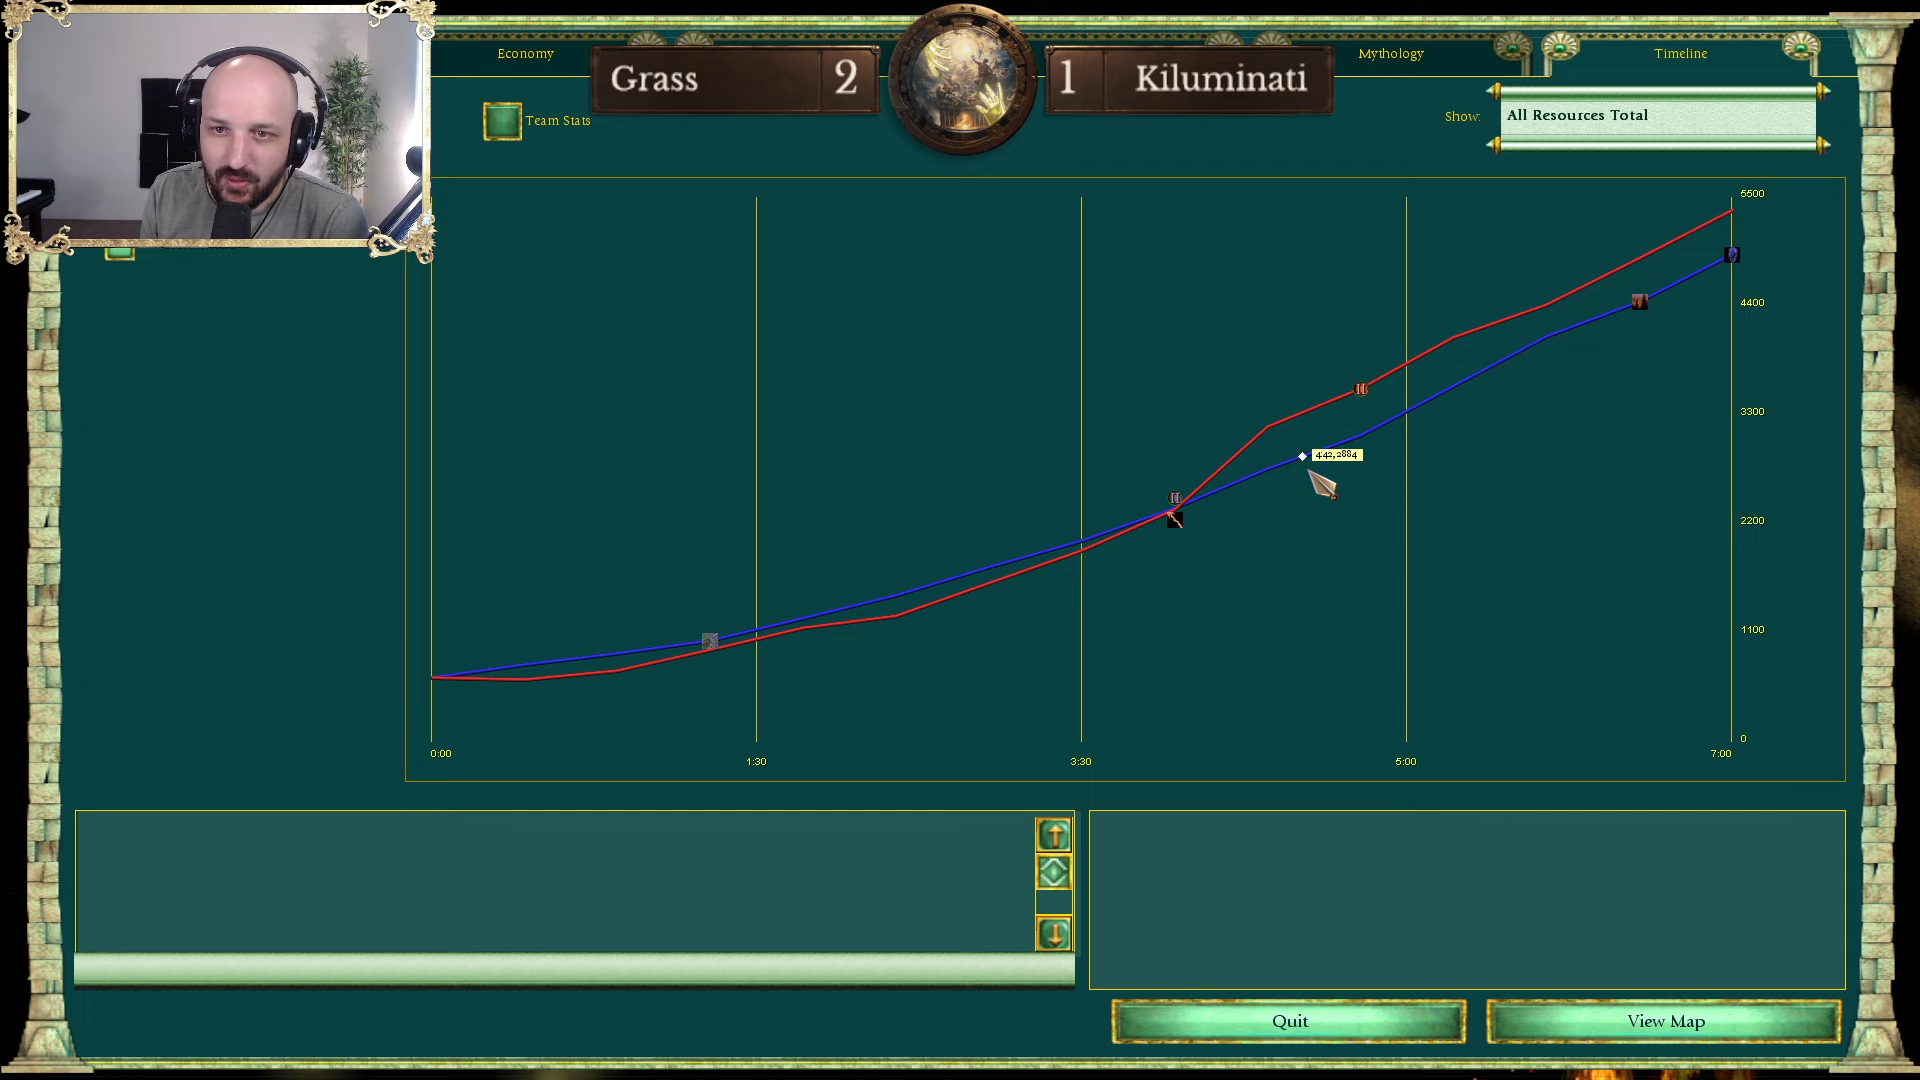 Economy
Grass 2
1 Kiluminati
Mythology
Timeline
Team Stats
Show:
All Resources Total
5500
4400
3300
4:42, 2884
2200
1100
0
0:00
1:30
3:30
5:00
7:00
Quit
View Map